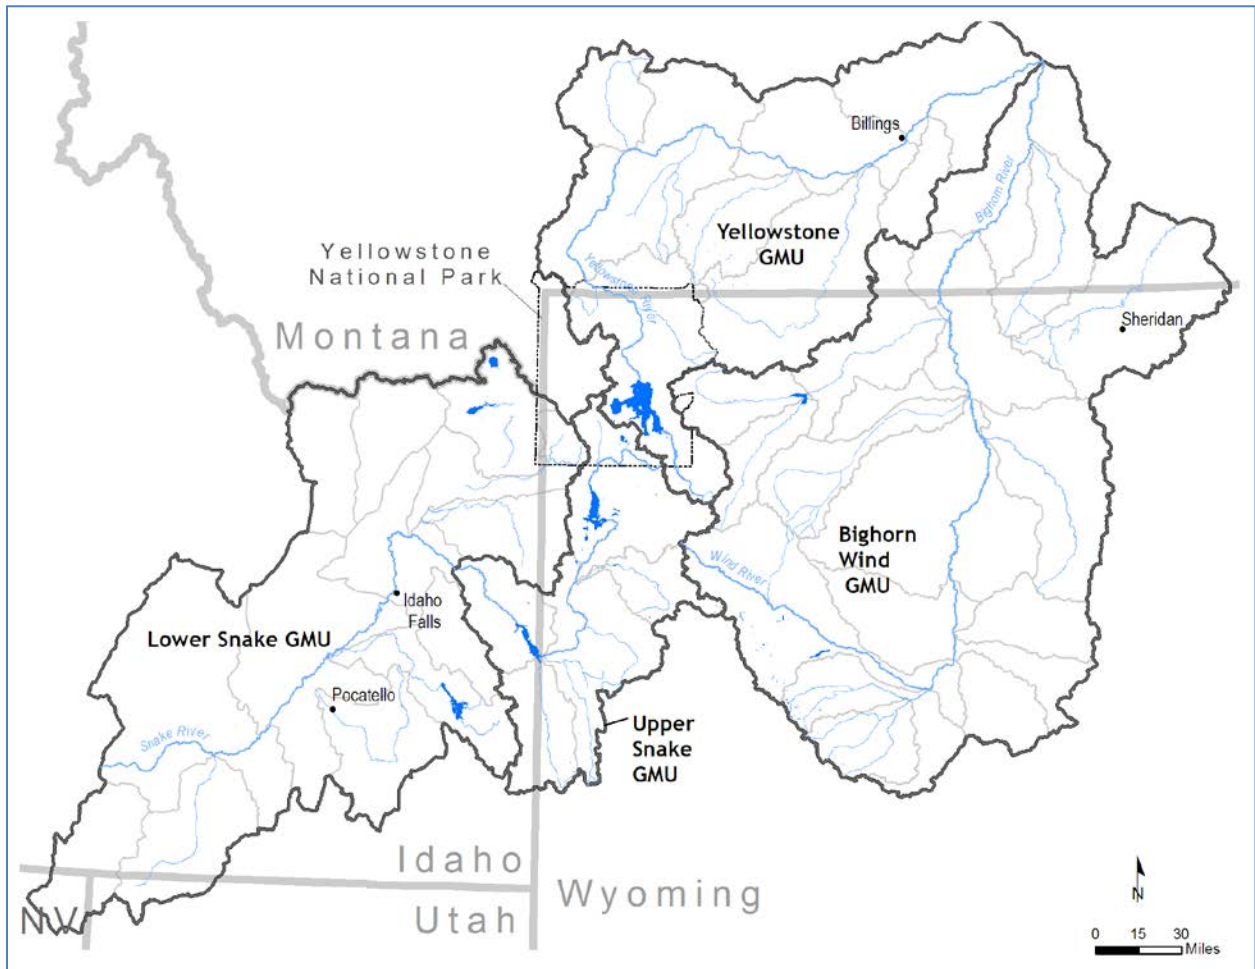 Billings
Bighorn River
Yellowstone
GMU
Yellowstone
National Park
Yellowstone River
Sheridan
Montana
Bighorn
Wind
GMU
Wind River
Idaho
Falls
Lower Snake GMU
Pocatello
Upper
Snake
GMU
Snake River
Idaho
Wyoming
NV
Utah
N
0 15 30
Miles